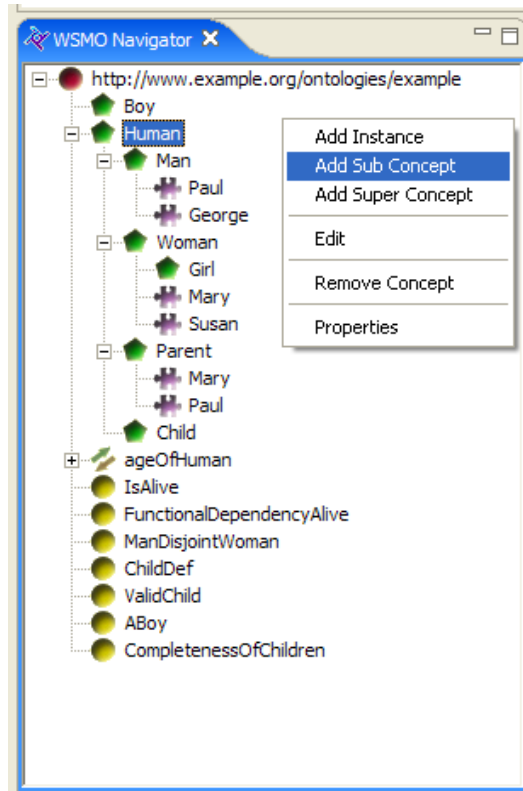 WSMO Navigator
http://www.example.org/ontologies/example
Boy
Human
Man
Paul
George
Woman
Girl
Mary
Susan
Parent
Mary
Paul
Child
ageOfHuman
IsAlive
FunctionalDependencyAlive
ManDisjointWoman
ChildDef
ValidChild
ABoy
CompletenessOfChildren
Add Instance
Add Sub Concept
Add Super Concept
Edit
Remove Concept
Properties